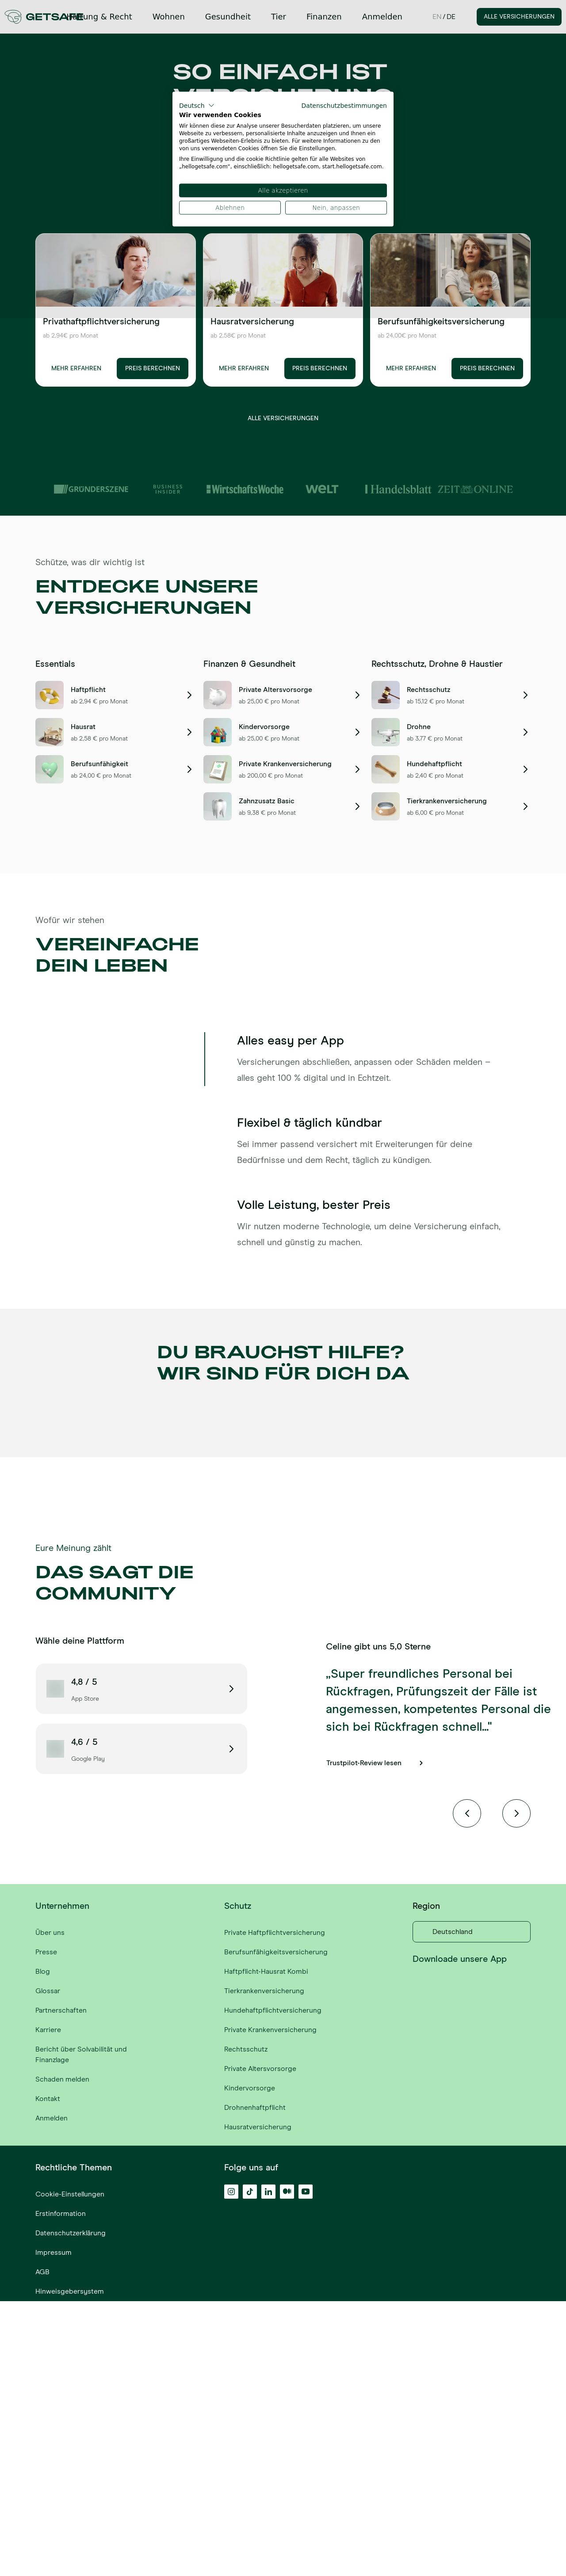 GETSAFE
Haftung & Recht
Wohnen
Gesundheit
Tier
Finanzen
Anmelden
EN / DE
ALLE VERSICHERUNGEN
SO EINFACH IST
Deutsch
Datenschutzbestimmungen
Wir verwenden Cookies
Wir können diese zur Analyse unserer Besucherdaten platzieren, um unsere
Webseite zu verbessern, personalisierte Inhalte anzuzeigen und Ihnen ein
großartiges Webseiten-Erlebnis zu bieten. Für weitere Informationen zu den
von uns verwendeten Cookies öffnen Sie die Einstellungen.
Ihre Einwilligung und die cookie Richtlinie gelten für alle Websites von
„hellogetsafe.com“, einschließlich: hellogetsafe.com, start.hellogetsafe.com.
Alle akzeptieren
Ablehnen
Nein, anpassen
Privathaftpflichtversicherung
ab 2,94€ pro Monat
MEHR ERFAHREN
PREIS BERECHNEN
Hausratversicherung
ab 2,58€ pro Monat
MEHR ERFAHREN
PREIS BERECHNEN
Berufsunfähigkeitsversicherung
ab 24,00€ pro Monat
MEHR ERFAHREN
PREIS BERECHNEN
ALLE VERSICHERUNGEN
GRÜNDERSZENE
BUSINESS
INSIDER
WirtschaftsWoche
WELT
Handelsblatt
ZEIT ONLINE
Schütze, was dir wichtig ist
ENTDECKE UNSERE
VERSICHERUNGEN
Essentials
Haftpflicht
ab 2,94 € pro Monat
Hausrat
ab 2,58 € pro Monat
Berufsunfähigkeit
ab 24,00 € pro Monat
Finanzen & Gesundheit
Private Altersvorsorge
ab 25,00 € pro Monat
Kindervorsorge
ab 25,00 € pro Monat
Private Krankenversicherung
ab 200,00 € pro Monat
Zahnzusatz Basic
ab 9,38 € pro Monat
Rechtsschutz, Drohne & Haustier
Rechtsschutz
ab 15,12 € pro Monat
Drohne
ab 3,77 € pro Monat
Hundehaftpflicht
ab 2,40 € pro Monat
Tierkrankenversicherung
ab 6,00 € pro Monat
Wofür wir stehen
VEREINFACHE
DEIN LEBEN
Alles easy per App
Versicherungen abschließen, anpassen oder Schäden melden –
alles geht 100 % digital und in Echtzeit.
Flexibel & täglich kündbar
Sei immer passend versichert mit Erweiterungen für deine
Bedürfnisse und dem Recht, täglich zu kündigen.
Volle Leistung, bester Preis
Wir nutzen moderne Technologie, um deine Versicherung einfach,
schnell und günstig zu machen.
DU BRAUCHST HILFE?
WIR SIND FÜR DICH DA
Eure Meinung zählt
DAS SAGT DIE
COMMUNITY
Wähle deine Plattform
4,8 / 5
App Store
4,6 / 5
Google Play
Celine gibt uns 5,0 Sterne
„Super freundliches Personal bei
Rückfragen, Prüfungszeit der Fälle ist
angemessen, kompetentes Personal die
sich bei Rückfragen schnell..."
Trustpilot-Review lesen
Unternehmen
Über uns
Presse
Blog
Glossar
Partnerschaften
Karriere
Bericht über Solvabilität und
Finanzlage
Schaden melden
Kontakt
Anmelden
Schutz
Private Haftpflichtversicherung
Berufsunfähigkeitsversicherung
Haftpflicht-Hausrat Kombi
Tierkrankenversicherung
Hundehaftpflichtversicherung
Private Krankenversicherung
Rechtsschutz
Private Altersvorsorge
Kindervorsorge
Drohnenhaftpflicht
Hausratversicherung
Region
Deutschland
Downloade unsere App
Rechtliche Themen
Cookie-Einstellungen
Erstinformation
Datenschutzerklärung
Impressum
AGB
Hinweisgebersystem
Folge uns auf